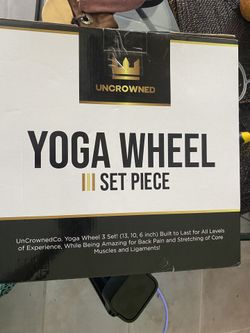 UNCROWNED
YOGA WHEEL
SET PIECE
UnCrownedCo. Yoga Wheel 3 Set! (13, 10, 6 inch) Built to Last for All Levels
of Experience, While Being Amazing for Back Pain and Stretching of Core
Muscles and Ligaments!